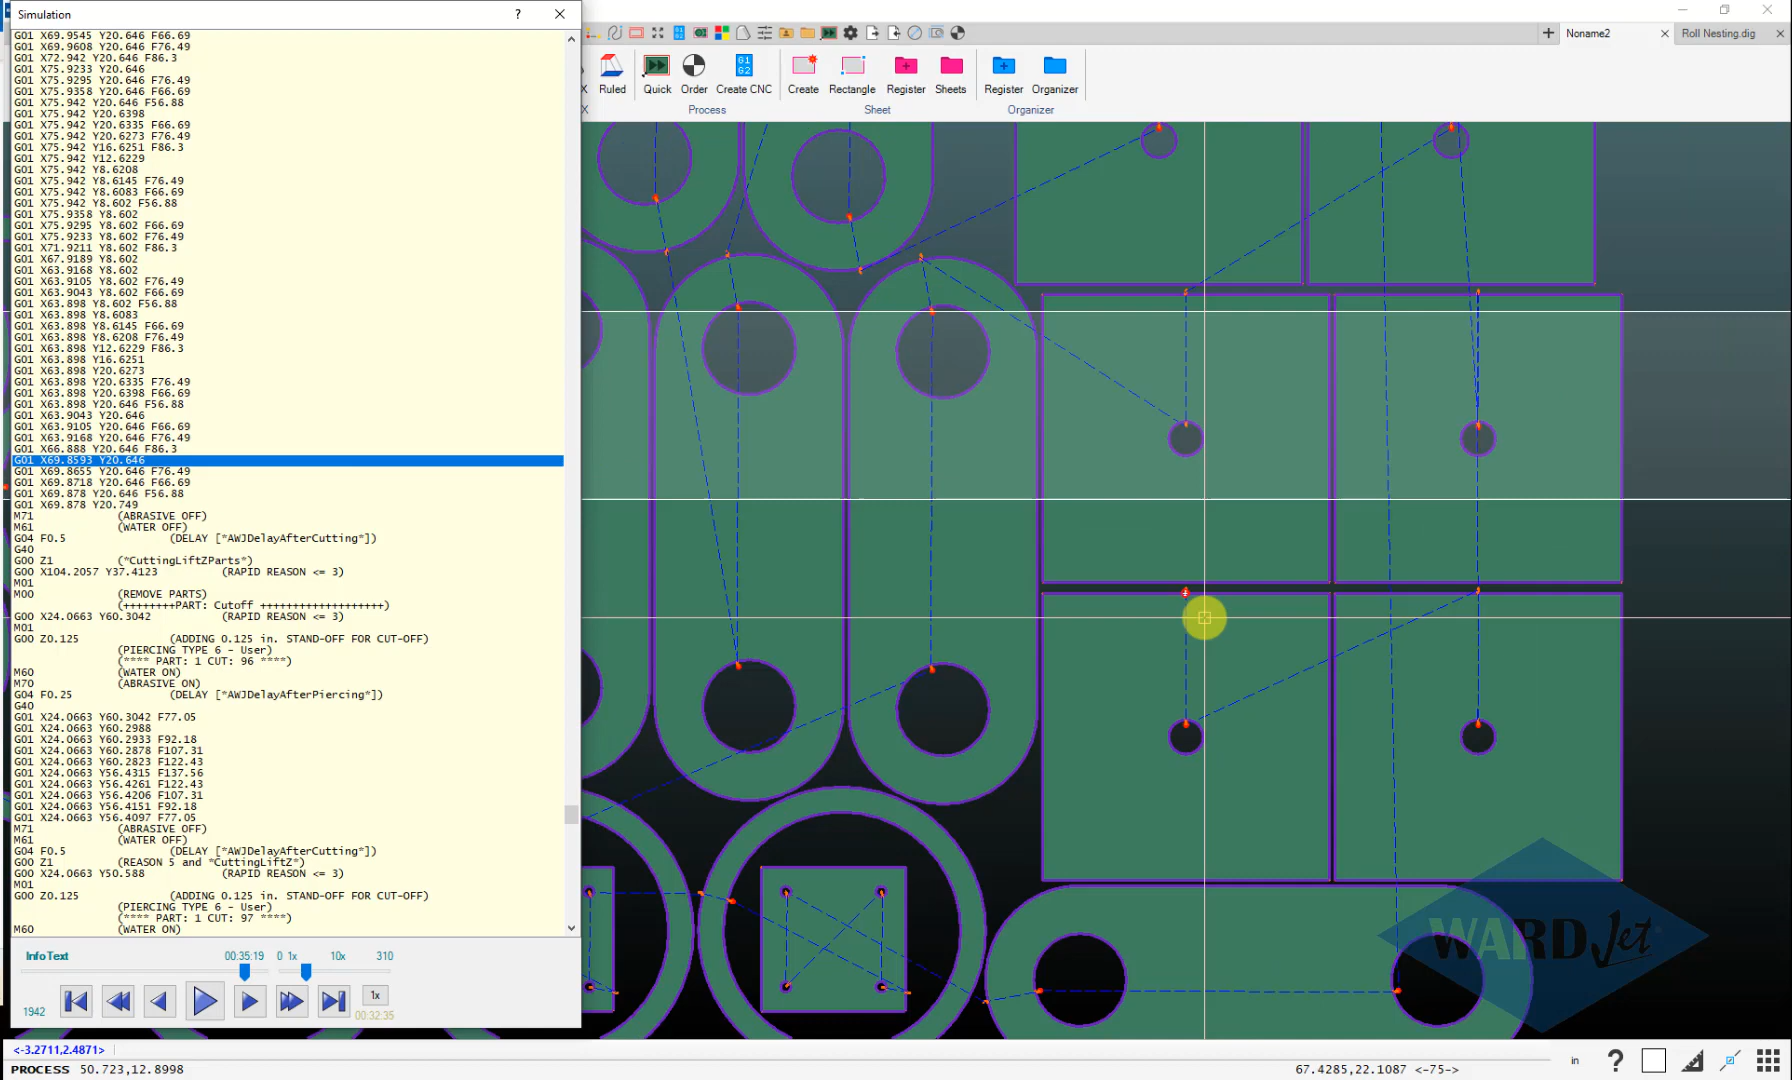 Simulation
?
G01 X69.9545 Y20.646 F66.69
G01 X69.9608 Y20.646 F76.49
G01 X72.942 Y20.646 F86.3
G01 X75.9233 Y20.646
G01 X75.9295 Y20.646 F76.49
G01 X75.9358 Y20.646 F66.69
G01 X75.942 Y20.646 F56.88
G01 X75.942 Y20.6398
G01 X75.942 Y20.6335 F66.69
G01 X75.942 Y20.6273 F76.49
G01 X75.942 Y16.6251 F86.3
G01 X75.942 Y12.6229
G01 X75.942 Y8.6208
G01 X75.942 Y8.6145 F76.49
G01 X75.942 Y8.6083 F66.69
G01 X75.942 Y8.602 F56.88
G01 X75.9358 Y8.602
G01 X75.9295 Y8.602 F66.69
G01 X75.9233 Y8.602 F76.49
G01 X71.9211 Y8.602 F86.3
G01 X67.9189 Y8.602
G01 X63.9168 Y8.602
G01 X63.9105 Y8.602 F76.49
G01 X63.9043 Y8.602 F66.69
G01 X63.898 Y8.602 F56.88
G01 X63.898 Y8.6083
G01 X63.898 Y8.6145 F66.69
G01 X63.898 Y8.6208 F76.49
G01 X63.898 Y12.6229 F86.3
G01 X63.898 Y16.6251
G01 X63.898 Y20.6273
G01 X63.898 Y20.6335 F76.49
G01 X63.898 Y20.6398 F66.69
G01 X63.898 Y20.646 F56.88
G01 X63.9043 Y20.646
G01 X63.9105 Y20.646 F66.69
G01 X63.9168 Y20.646 F76.49
G01 X66.888 Y20.646 F86.3
G01 X69.8593 Y20.646
G01 X69.8655 Y20.646 F76.49
G01 X69.8718 Y20.646 F66.69
G01 X69.878 Y20.646 F56.88
G01 X69.878 Y20.749
M71 (ABRASIVE OFF)
M61 (WATER OFF)
G04 F0.5 (DELAY [*AWJDelayAfterCutting*])
G40
G00 Z1 (*CuttingLiftZParts*)
G00 X104.2057 Y37.4123 (RAPID REASON <= 3)
M01
M00 (REMOVE PARTS)
(++++++++PART: Cutoff +++++++++++++++++++)
G00 X24.0663 Y60.3042 (RAPID REASON <= 3)
M01
G00 Z0.125 (ADDING 0.125 in. STAND-OFF FOR CUT-OFF)
(PIERCING TYPE 6 - User)
(**** PART: 1 CUT: 96 ****)
M60 (WATER ON)
M70 (ABRASIVE ON)
G04 F0.25 (DELAY [*AWJDelayAfterPiercing*])
G40
G01 X24.0663 Y60.3042 F77.05
G01 X24.0663 Y60.2988
G01 X24.0663 Y60.2933 F92.18
G01 X24.0663 Y60.2878 F107.31
G01 X24.0663 Y60.2823 F122.43
G01 X24.0663 Y56.4315 F137.56
G01 X24.0663 Y56.4261 F122.43
G01 X24.0663 Y56.4206 F107.31
G01 X24.0663 Y56.4151 F92.18
G01 X24.0663 Y56.4097 F77.05
M71 (ABRASIVE OFF)
M61 (WATER OFF)
G04 F0.5 (DELAY [*AWJDelayAfterCutting*])
G00 Z1 (REASON 5 and *CuttingLiftZ*)
G00 X24.0663 Y50.588 (RAPID REASON <= 3)
M01
G00 Z0.125 (ADDING 0.125 in. STAND-OFF FOR CUT-OFF)
(PIERCING TYPE 6 - User)
(**** PART: 1 CUT: 97 ****)
M60 (WATER ON)
Info Text 00:35:19 0 1x 10x 310
1x
1942 00:32:35
Noname2
Roll Nesting.dig
X Ruled Quick Order Create CNC Create Rectangle Register Sheets Register Organizer
X Process Sheet Organizer
WARDJet
<-3.2711,2.4871>
PROCESS 50.723,12.8998
67.4285,22.1087 <-75->
in ?